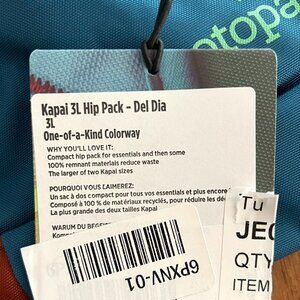 otopa
Kapai 3L Hip Pack - Del Dia
3L
One-of-a-Kind Colorway
WHY YOU'LL LOVE IT:
Compact hip pack for essentials and then some
100% remnant materials reduce waste
The larger of two Kapai sizes
POURQUOI VOUS L'AIMEREZ:
Un sac à dos compact pour tous vos essentiels et plus encore
Composé à 100 % de matériaux recyclés, pour réduire les dé
La plus grande des deux tailles Kapai
WARUM DU BEGEI
Kom
6PXNV-01
Tu
JEC
QTY
ITEM
1